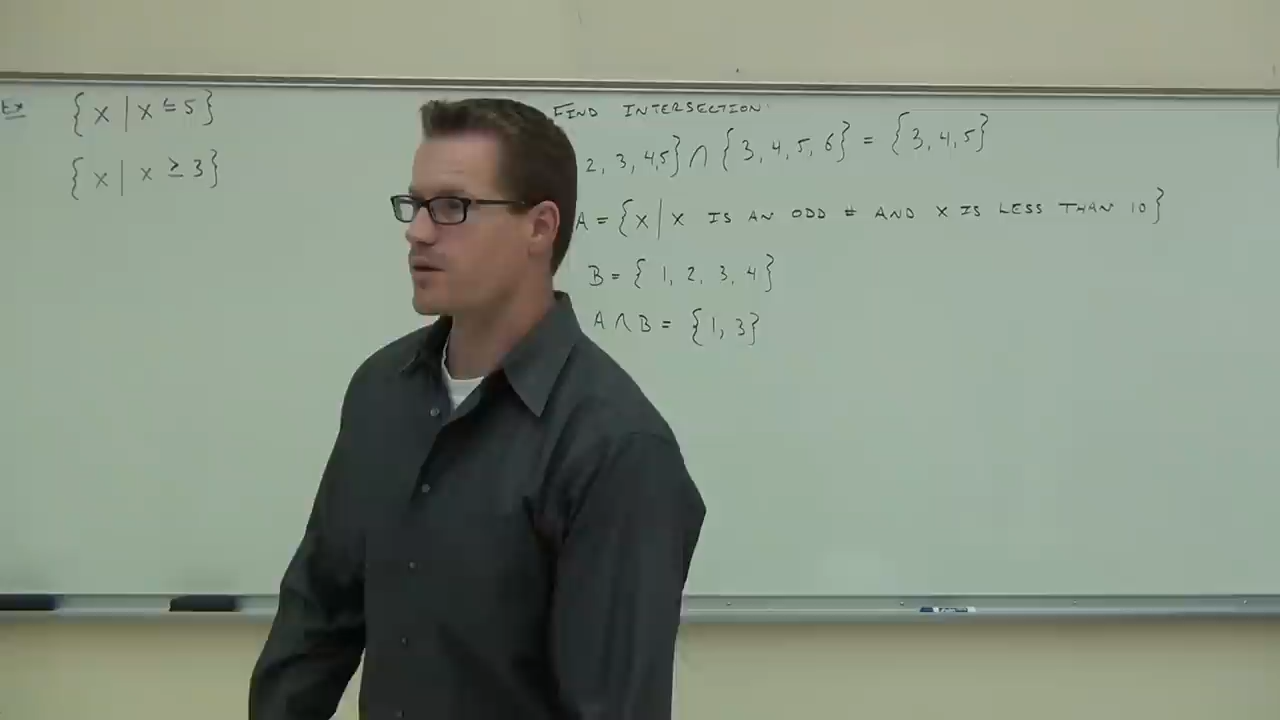 Ex {x | x ≤ 5}
{x | x ≥ 3}
FIND INTERSECTION:
2, 3, 4, 5} ∩ {3, 4, 5, 6} = {3, 4, 5}
A = {x | x IS AN ODD # AND x IS LESS THAN 10}
B = {1, 2, 3, 4}
A ∩ B = {1, 3}